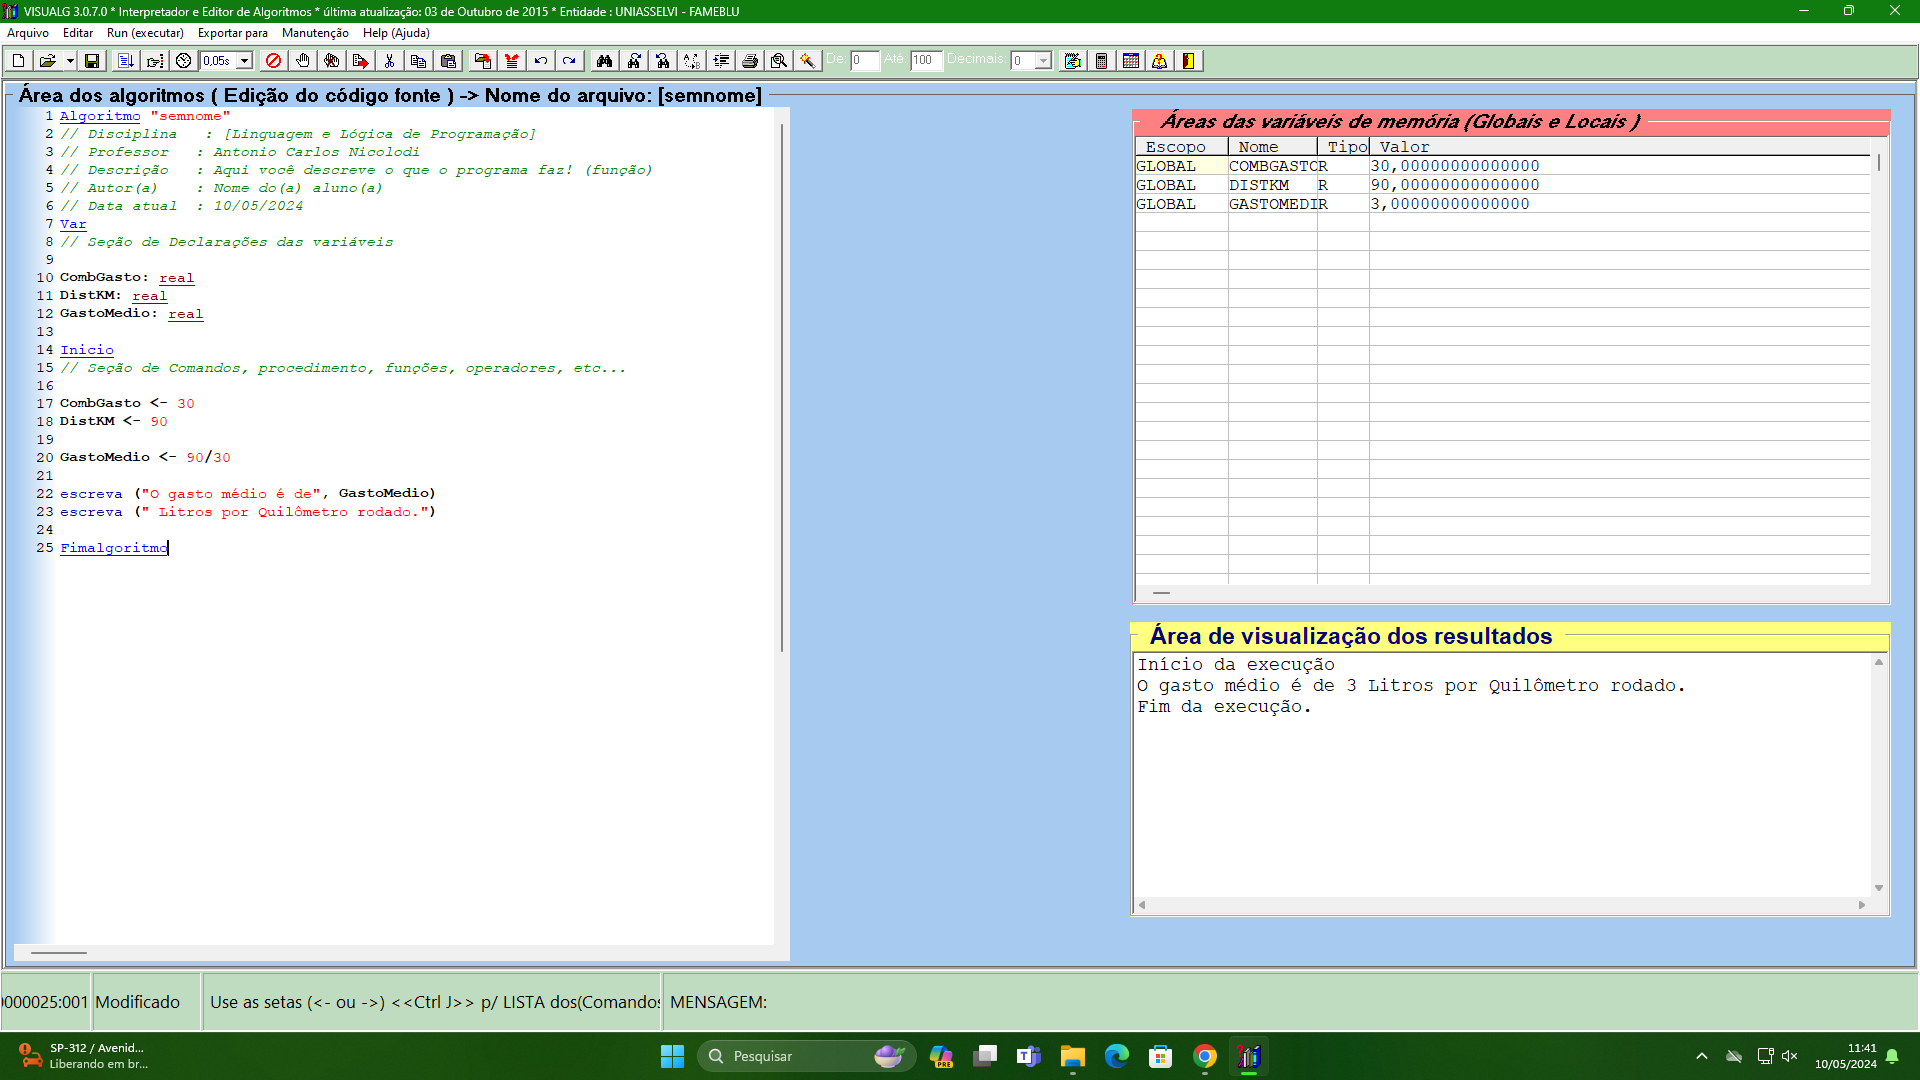 VISUALG 3.0.7.0 * Interpretador e Editor de Algoritmos * última atualização: 03 de Outubro de 2015 * Entidade : UNIASSELVI - FAMEBLU
Arquivo Editar Run (executar) Exportar para Manutenção Help (Ajuda)
0,05s De: 0 Até: 100 Decimais: 0
Área dos algoritmos ( Edição do código fonte ) -> Nome do arquivo: [semnome]
1 Algoritmo "semnome"
2 // Disciplina : [Linguagem e Lógica de Programação]
3 // Professor : Antonio Carlos Nicolodi
4 // Descrição : Aqui você descreve o que o programa faz! (função)
5 // Autor(a) : Nome do(a) aluno(a)
6 // Data atual : 10/05/2024
7 Var
8 // Seção de Declarações das variáveis
9
10 CombGasto: real
11 DistKM: real
12 GastoMedio: real
13
14 Inicio
15 // Seção de Comandos, procedimento, funções, operadores, etc...
16
17 CombGasto <- 30
18 DistKM <- 90
19
20 GastoMedio <- 90/30
21
22 escreva ("O gasto médio é de", GastoMedio)
23 escreva (" Litros por Quilômetro rodado.")
24
25 Fimalgoritmo
Áreas das variáveis de memória (Globais e Locais )
Escopo Nome Tipo Valor
GLOBAL COMBGASTO R 30,00000000000000
GLOBAL DISTKM R 90,00000000000000
GLOBAL GASTOMEDI R 3,00000000000000
Área de visualização dos resultados
Início da execução
O gasto médio é de 3 Litros por Quilômetro rodado.
Fim da execução.
0000025:001 Modificado Use as setas (<- ou ->) <<Ctrl J>> p/ LISTA dos(Comandos MENSAGEM:
SP-312 / Avenid...
Liberando em br...
Pesquisar
PRE
11:41
10/05/2024